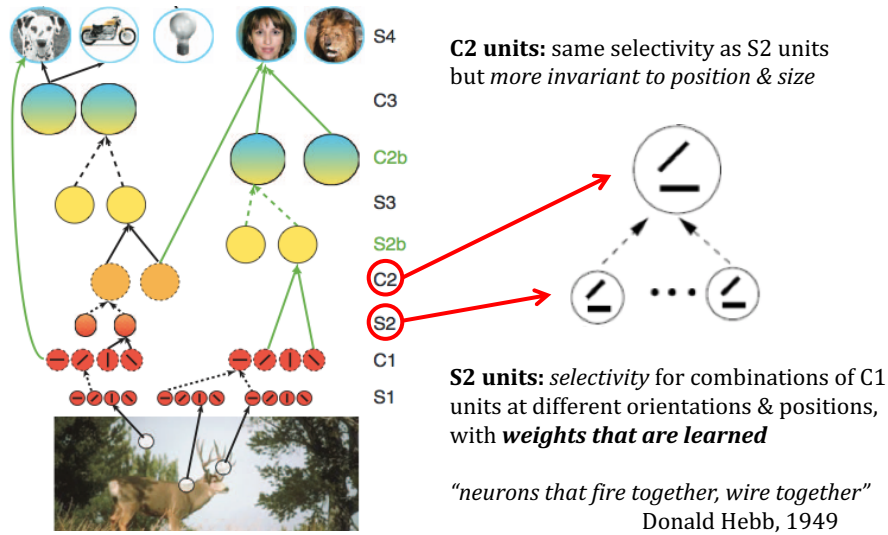 S4
C3
C2b
S3
S2b
C2
S2
C1
S1
C2 units: same selectivity as S2 units
but more invariant to position & size
S2 units: selectivity for combinations of C1
units at different orientations & positions,
with weights that are learned
“neurons that fire together, wire together”
Donald Hebb, 1949